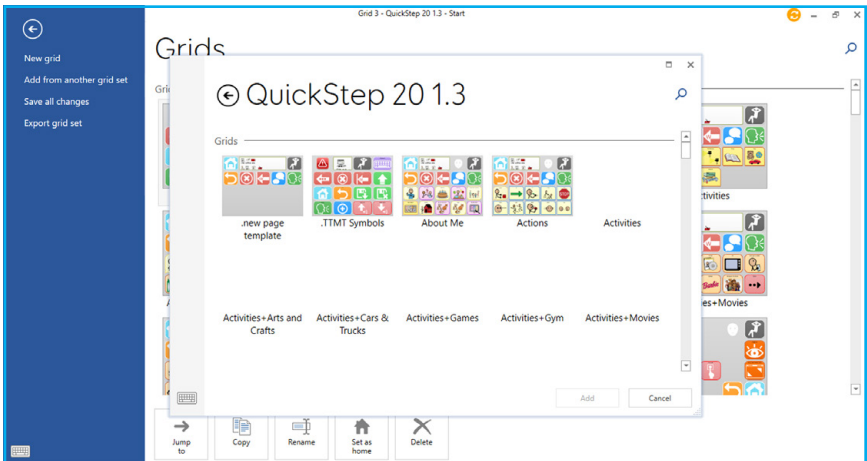 Grid 3 - QuickStep 20 1.3 - Start
Grids
New grid
Add from another grid set
Save all changes
Export grid set
QuickStep 20 1.3
Grids
.new page
template
.TTMT Symbols
About Me
Actions
Activities
Activities+Arts and
Crafts
Activities+Cars &
Trucks
Activities+Games
Activities+Gym
Activities+Movies
Add
Cancel
Jump
to
Copy
Rename
Set as
home
Delete